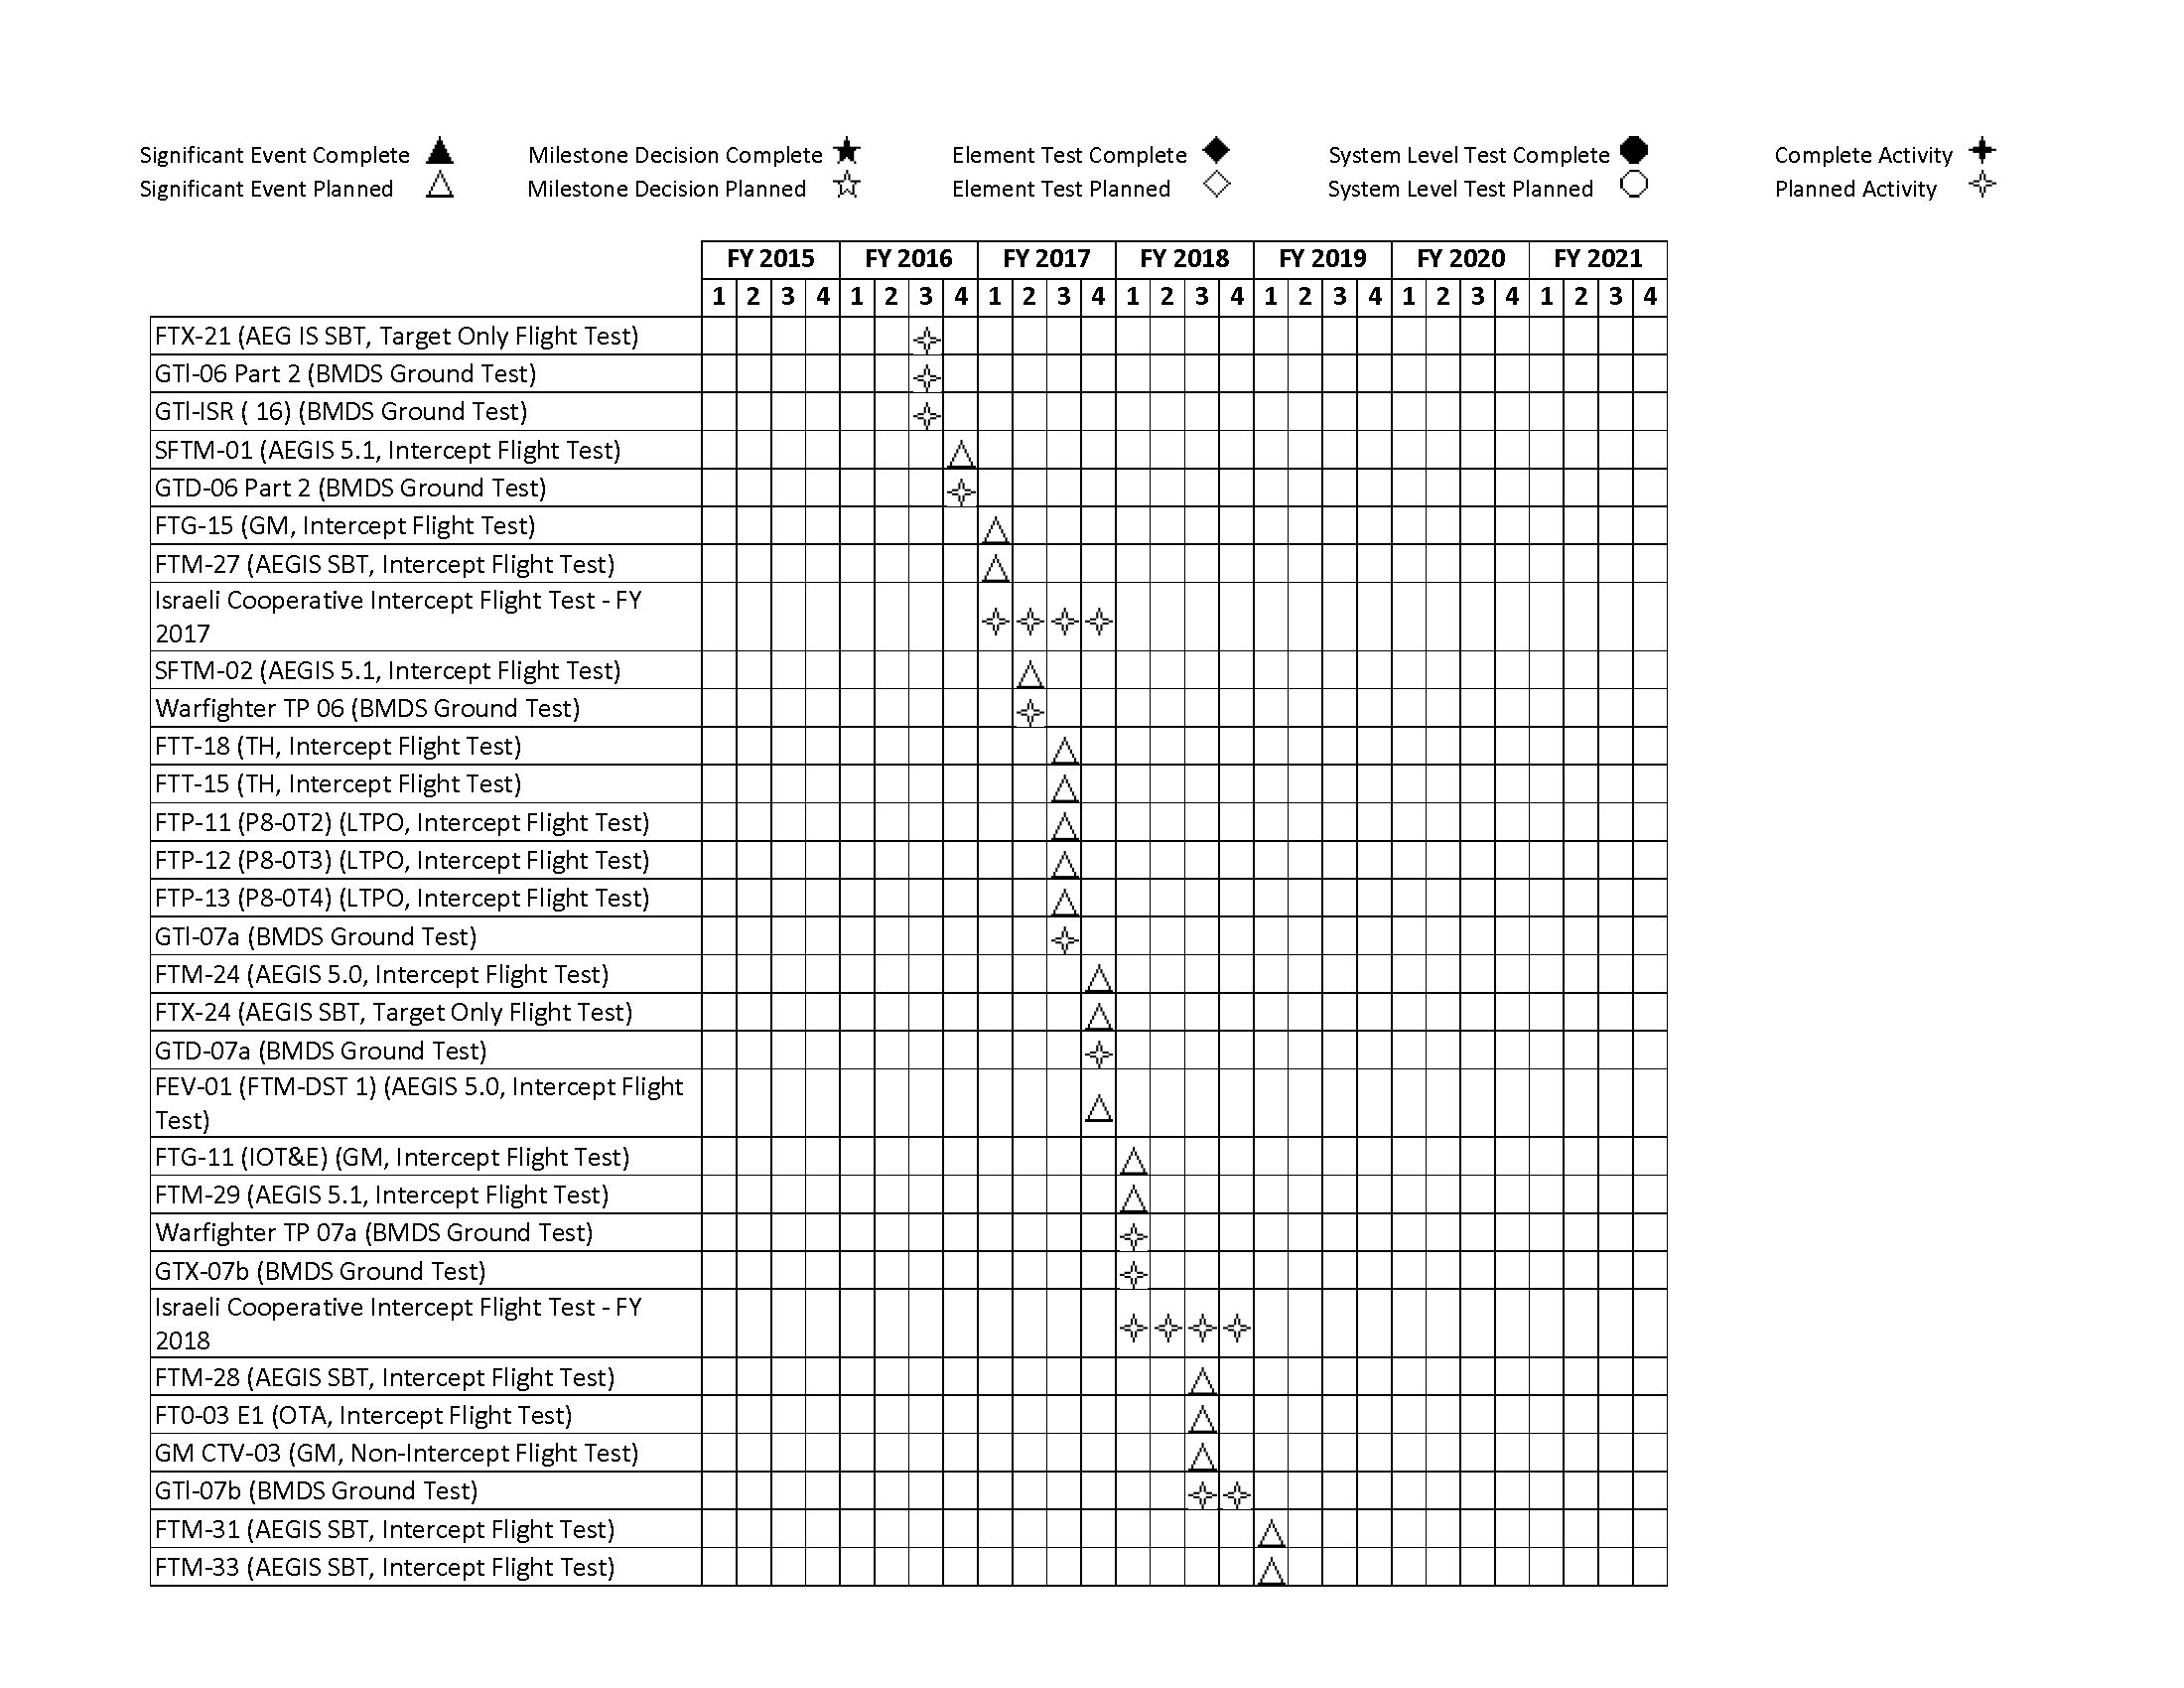 Significant Event Complete Milestone Decision Complete Element Test Complete System Level Test Complete Complete Activity
Significant Event Planned Milestone Decision Planned Element Test Planned System Level Test Planned Planned Activity
FY 2015 FY 2016 FY 2017 FY 2018 FY 2019 FY 2020 FY 2021
1 2 3 4 1 2 3 4 1 2 3 4 1 2 3 4 1 2 3 4 1 2 3 4 1 2 3 4
FTX-21 (AEG IS SBT, Target Only Flight Test)
GTl-06 Part 2 (BMDS Ground Test)
GTl-ISR ( 16) (BMDS Ground Test)
SFTM-01 (AEGIS 5.1, Intercept Flight Test)
GTD-06 Part 2 (BMDS Ground Test)
FTG-15 (GM, Intercept Flight Test)
FTM-27 (AEGIS SBT, Intercept Flight Test)
Israeli Cooperative Intercept Flight Test - FY
2017
SFTM-02 (AEGIS 5.1, Intercept Flight Test)
Warfighter TP 06 (BMDS Ground Test)
FTT-18 (TH, Intercept Flight Test)
FTT-15 (TH, Intercept Flight Test)
FTP-11 (P8-0T2) (LTPO, Intercept Flight Test)
FTP-12 (P8-0T3) (LTPO, Intercept Flight Test)
FTP-13 (P8-0T4) (LTPO, Intercept Flight Test)
GTl-07a (BMDS Ground Test)
FTM-24 (AEGIS 5.0, Intercept Flight Test)
FTX-24 (AEGIS SBT, Target Only Flight Test)
GTD-07a (BMDS Ground Test)
FEV-01 (FTM-DST 1) (AEGIS 5.0, Intercept Flight
Test)
FTG-11 (IOT&E) (GM, Intercept Flight Test)
FTM-29 (AEGIS 5.1, Intercept Flight Test)
Warfighter TP 07a (BMDS Ground Test)
GTX-07b (BMDS Ground Test)
Israeli Cooperative Intercept Flight Test - FY
2018
FTM-28 (AEGIS SBT, Intercept Flight Test)
FT0-03 E1 (OTA, Intercept Flight Test)
GM CTV-03 (GM, Non-Intercept Flight Test)
GTl-07b (BMDS Ground Test)
FTM-31 (AEGIS SBT, Intercept Flight Test)
FTM-33 (AEGIS SBT, Intercept Flight Test)